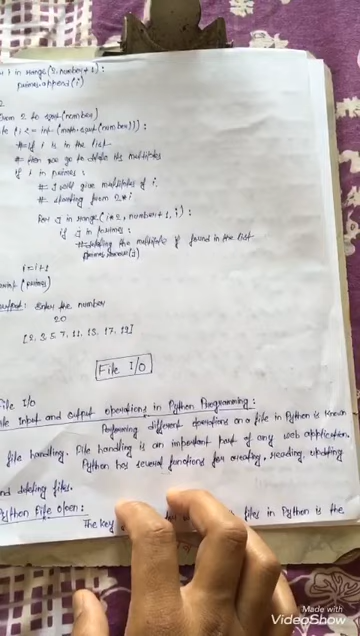 in range(2, number+1):
primes.append(i)
2
from 2 to sqrt(number)
(i <= int(math.sqrt(number))):
# if i is in the list
# then we go to delete its multiples
if i in primes:
# J will give multiples of i,
# starting from 2*i
for J in range(i*2, number+1, i):
if J in primes:
# deleting the multiple if found in the list
primes.remove(J)
i = i+1
(primes)
output: Enter the number
20
[2, 3, 5, 7, 11, 13, 17, 19]
File I/O
File I/O
input and output operations in Python Programming:
Performing different operations on a file in Python is known
file handling. File handling is an important part of any web application.
Python has several functions for creating, reading, updating
and deleting files.
Python File Open:
The key files in Python is the
Made with
VideoShow